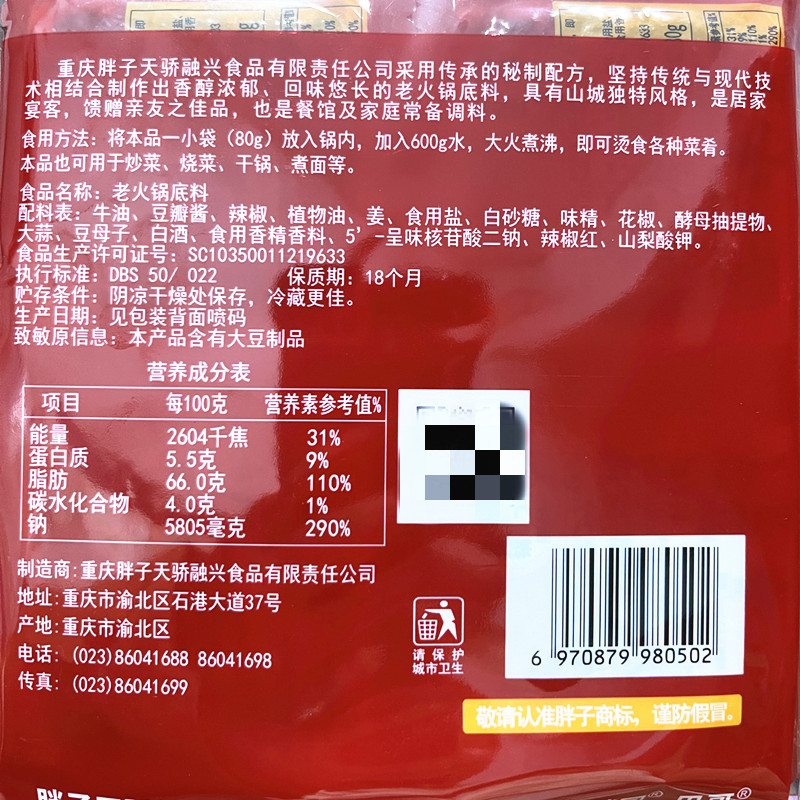 重庆胖子天骄融兴食品有限责任公司采用传承的秘制配方，坚持传统与现代技
术相结合制作出香醇浓郁、回味悠长的老火锅底料，具有山城独特风格，是居家
宴客，馈赠亲友之佳品，也是餐馆及家庭常备调料。
食用方法：将本品一小袋（80g）放入锅内，加入600g水，大火煮沸，即可烫食各种菜肴。
本品也可用于炒菜、烧菜、干锅、煮面等。
食品名称：老火锅底料
配料表：牛油、豆瓣酱、辣椒、植物油、姜、食用盐、白砂糖、味精、花椒、酵母抽提物、
大蒜、豆母子、白酒、食用香精香料、5′-呈味核苷酸二钠、辣椒红、山梨酸钾。
食品生产许可证号：SC10350011219633
执行标准：DBS 50/ 022 保质期：18个月
贮存条件：阴凉干燥处保存，冷藏更佳。
生产日期：见包装背面喷码
致敏原信息：本产品含有大豆制品
营养成分表
项目 每100克 营养素参考值%
能量 2604千焦 31%
蛋白质 5.5克 9%
脂肪 66.0克 110%
碳水化合物 4.0克 1%
钠 5805毫克 290%
制造商:重庆胖子天骄融兴食品有限责任公司
地址:重庆市渝北区石港大道37号
产地:重庆市渝北区
电话:(023)86041688 86041698
传真:(023)86041699
请保护
城市卫生
6 970879 980502
敬请认准胖子商标，谨防假冒。